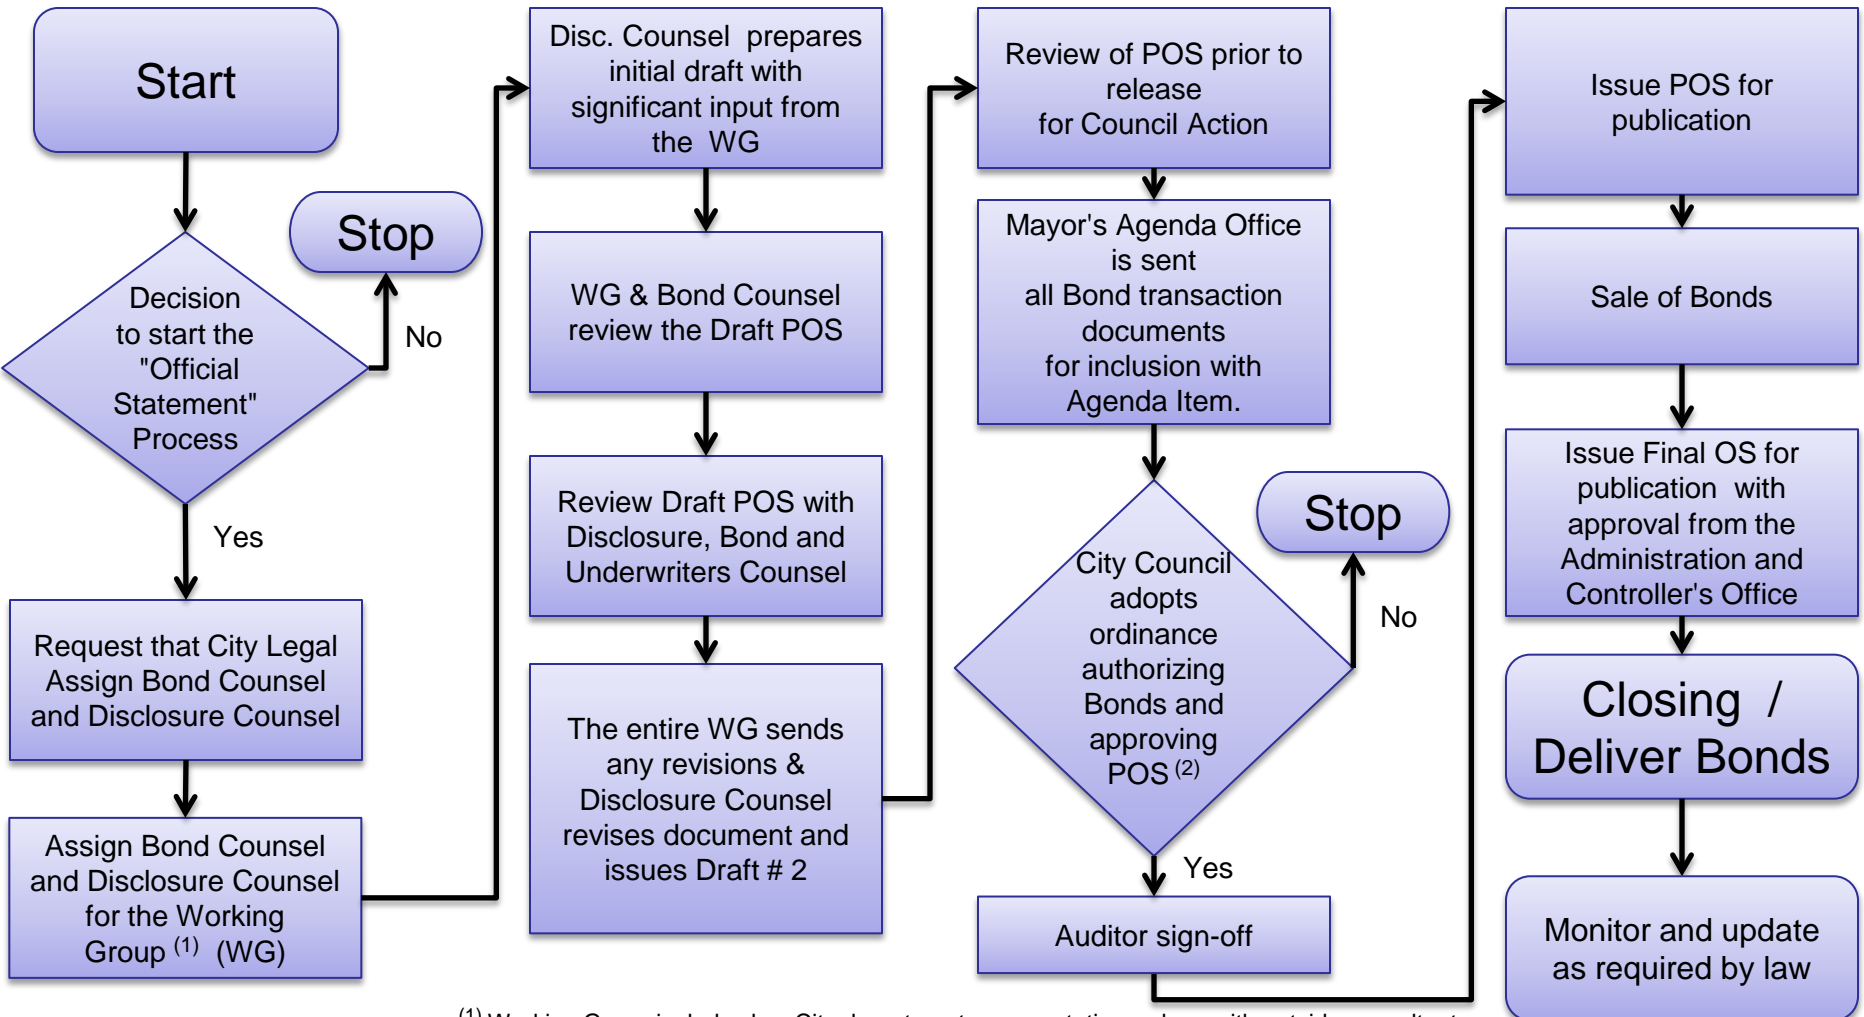 Start
Decision
to start the
"Official
Statement"
Process
Stop
No
Yes
Request that City Legal
Assign Bond Counsel
and Disclosure Counsel
Assign Bond Counsel
and Disclosure Counsel
for the Working
Group (1) (WG)
Disc. Counsel prepares
initial draft with
significant input from
the WG
WG & Bond Counsel
review the Draft POS
Review Draft POS with
Disclosure, Bond and
Underwriters Counsel
The entire WG sends
any revisions &
Disclosure Counsel
revises document and
issues Draft # 2
Review of POS prior to
release
for Council Action
Mayor's Agenda Office
is sent
all Bond transaction
documents
for inclusion with
Agenda Item.
City Council
adopts
ordinance
authorizing
Bonds and
approving
POS (2)
Stop
No
Yes
Auditor sign-off
Issue POS for
publication
Sale of Bonds
Issue Final OS for
publication with
approval from the
Administration and
Controller's Office
Closing /
Deliver Bonds
Monitor and update
as required by law
(1)